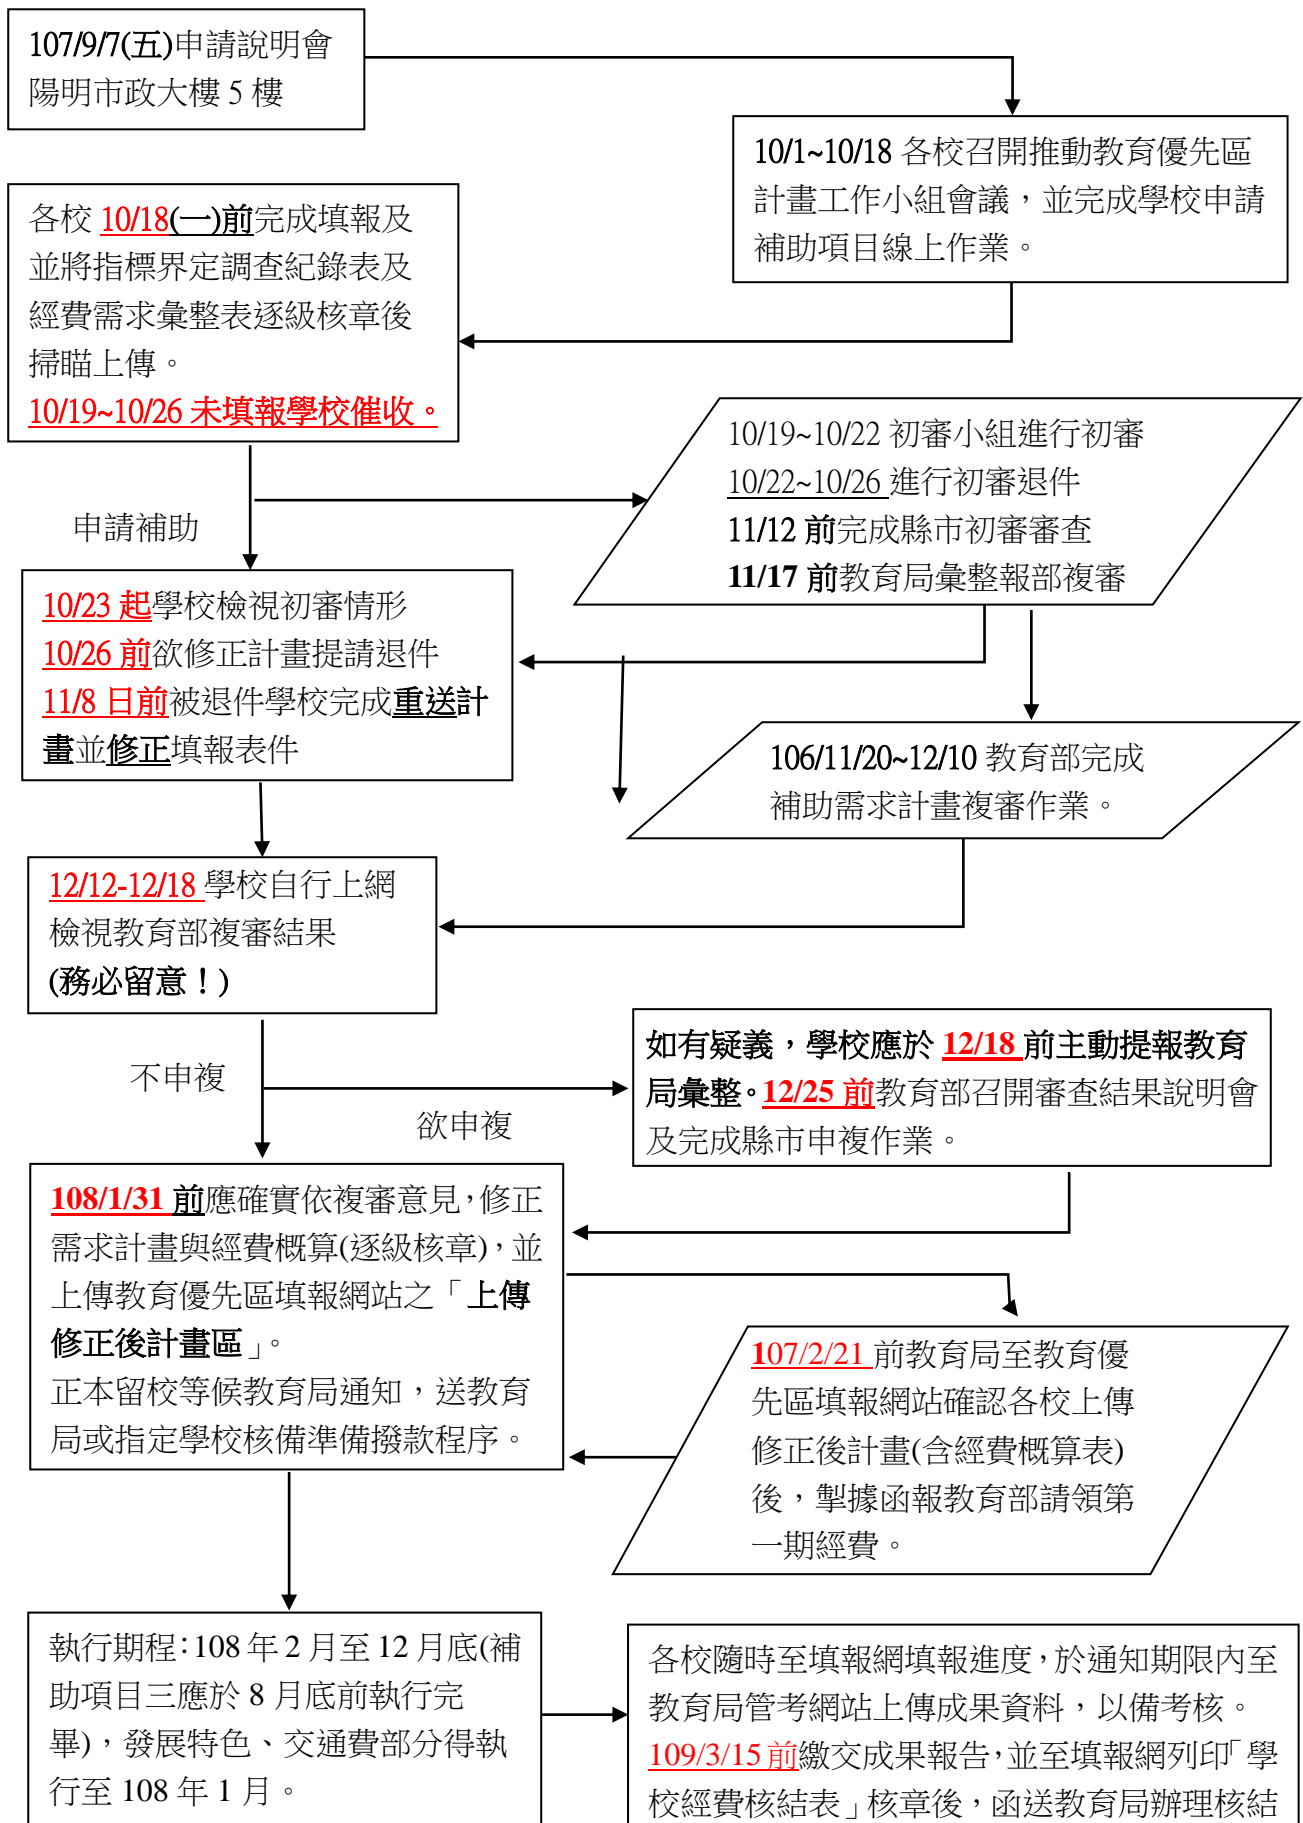 107/9/7(五)申請說明會
陽明市政大樓 5 樓
10/1~10/18 各校召開推動教育優先區
計畫工作小組會議，並完成學校申請
補助項目線上作業。
各校 10/18(一)前完成填報及
並將指標界定調查紀錄表及
經費需求彙整表逐級核章後
掃瞄上傳。
10/19~10/26 未填報學校催收。
10/19~10/22 初審小組進行初審
10/22~10/26 進行初審退件
11/12 前完成縣市初審審查
11/17 前教育局彙整報部複審
申請補助
10/23 起學校檢視初審情形
10/26 前欲修正計畫提請退件
11/8 日前被退件學校完成重送計
畫並修正填報表件
106/11/20~12/10 教育部完成
補助需求計畫複審作業。
12/12-12/18 學校自行上網
檢視教育部複審結果
(務必留意！)
不申複
欲申複
如有疑義，學校應於 12/18 前主動提報教育
局彙整。12/25 前教育部召開審查結果說明會
及完成縣市申複作業。
108/1/31 前應確實依複審意見，修正
需求計畫與經費概算(逐級核章)，並
上傳教育優先區填報網站之「上傳
修正後計畫區」。
正本留校等候教育局通知，送教育
局或指定學校核備準備撥款程序。
107/2/21 前教育局至教育優
先區填報網站確認各校上傳
修正後計畫(含經費概算表)
後，掣據函報教育部請領第
一期經費。
執行期程：108 年 2 月至 12 月底(補
助項目三應於 8 月底前執行完
畢)，發展特色、交通費部分得執
行至 108 年 1 月。
各校隨時至填報網填報進度，於通知期限內至
教育局管考網站上傳成果資料，以備考核。
109/3/15 前繳交成果報告，並至填報網列印「學
校經費核結表」核章後，函送教育局辦理核結